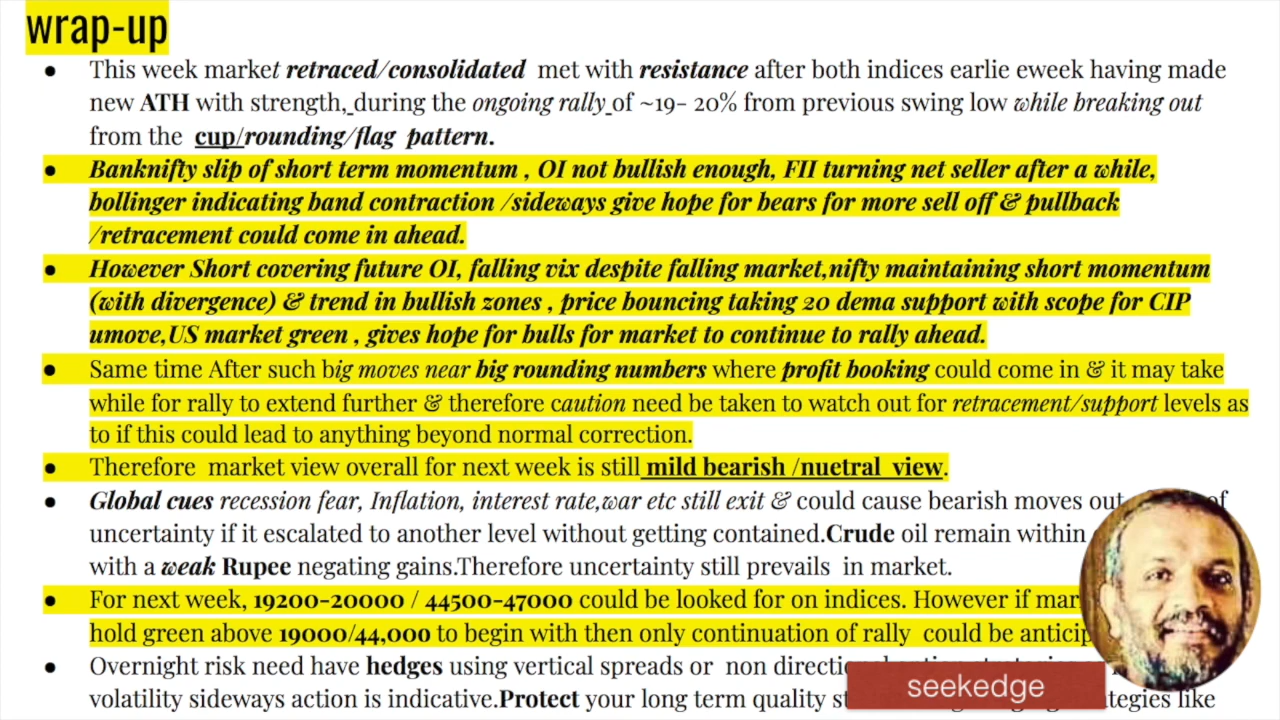 wrap-up
● This week market retraced/consolidated met with resistance after both indices earlie eweek having made
new ATH with strength, during the ongoing rally of ~19- 20% from previous swing low while breaking out
from the cup/rounding/flag pattern.
● Banknifty slip of short term momentum , OI not bullish enough, FII turning net seller after a while,
bollinger indicating band contraction /sideways give hope for bears for more sell off & pullback
/retracement could come in ahead.
● However Short covering future OI, falling vix despite falling market,nifty maintaining short momentum
(with divergence) & trend in bullish zones , price bouncing taking 20 dema support with scope for CIP
umove,US market green , gives hope for bulls for market to continue to rally ahead.
● Same time After such big moves near big rounding numbers where profit booking could come in & it may take
while for rally to extend further & therefore caution need be taken to watch out for retracement/support levels as
to if this could lead to anything beyond normal correction.
● Therefore market view overall for next week is still mild bearish /nuetral view.
● Global cues recession fear, Inflation, interest rate,war etc still exit & could cause bearish moves out of
uncertainty if it escalated to another level without getting contained.Crude oil remain within
with a weak Rupee negating gains.Therefore uncertainty still prevails in market.
● For next week, 19200-20000 / 44500-47000 could be looked for on indices. However if
hold green above 19000/44,000 to begin with then only continuation of rally could be
● Overnight risk need have hedges using vertical spreads or non
volatility sideways action is indicative.Protect your long term quality like
seekedge